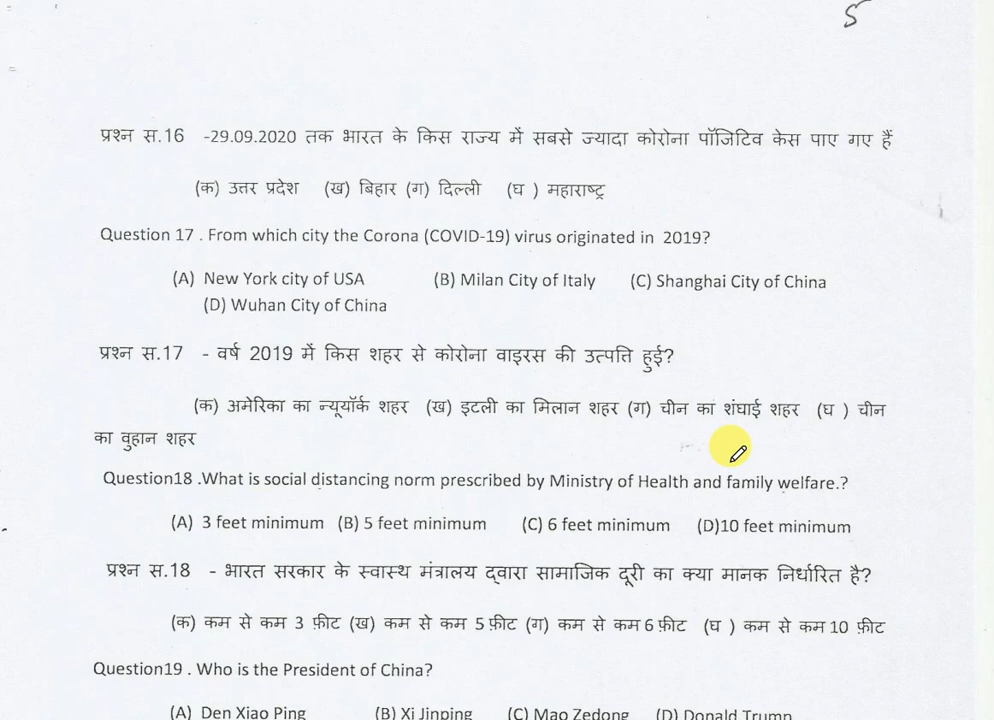 5
प्रश्न स.16 -29.09.2020 तक भारत के किस राज्य में सबसे ज्यादा कोरोना पॉजिटिव केस पाए गए हैं
(क) उत्तर प्रदेश (ख) बिहार (ग) दिल्ली (घ ) महाराष्ट्र
Question 17 . From which city the Corona (COVID-19) virus originated in 2019?
(A) New York city of USA (B) Milan City of Italy (C) Shanghai City of China
(D) Wuhan City of China
प्रश्न स.17 - वर्ष 2019 में किस शहर से कोरोना वाइरस की उत्पत्ति हुई?
(क) अमेरिका का न्यूयॉर्क शहर (ख) इटली का मिलान शहर (ग) चीन का शंघाई शहर (घ ) चीन
का वुहान शहर
Question18 .What is social distancing norm prescribed by Ministry of Health and family welfare.?
(A) 3 feet minimum (B) 5 feet minimum (C) 6 feet minimum (D)10 feet minimum
प्रश्न स.18 - भारत सरकार के स्वास्थ मंत्रालय द्वारा सामाजिक दूरी का क्या मानक निर्धारित है?
(क) कम से कम 3 फ़ीट (ख) कम से कम 5 फ़ीट (ग) कम से कम 6 फ़ीट (घ ) कम से कम 10 फ़ीट
Question19 . Who is the President of China?
(A) Den Xiao Ping (B) Xi Jinping (C) Mao Zedong (D) Donald Trump